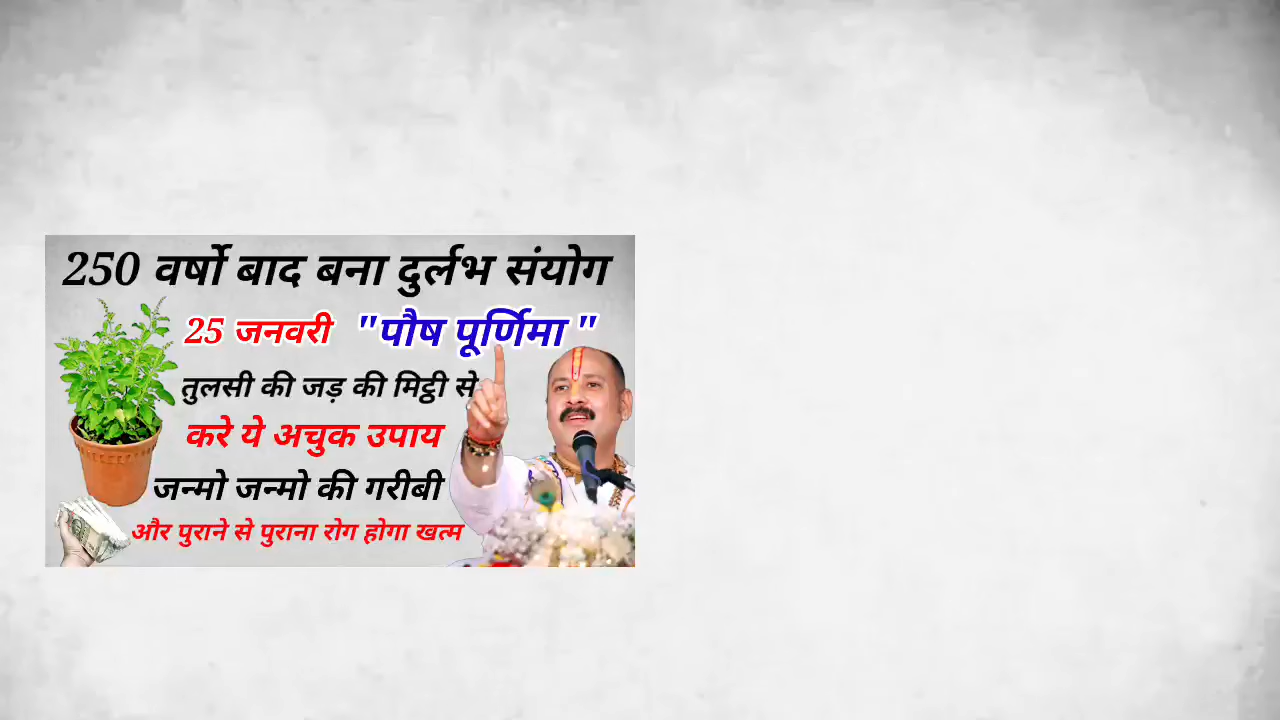 250 वर्षो बाद बना दुर्लभ संयोग
25 जनवरी "पौष पूर्णिमा "
तुलसी की जड़ की मिट्ठी से
करे ये अचुक उपाय
जन्मो जन्मो की गरीबी
और पुराने से पुराना रोग होगा खत्म